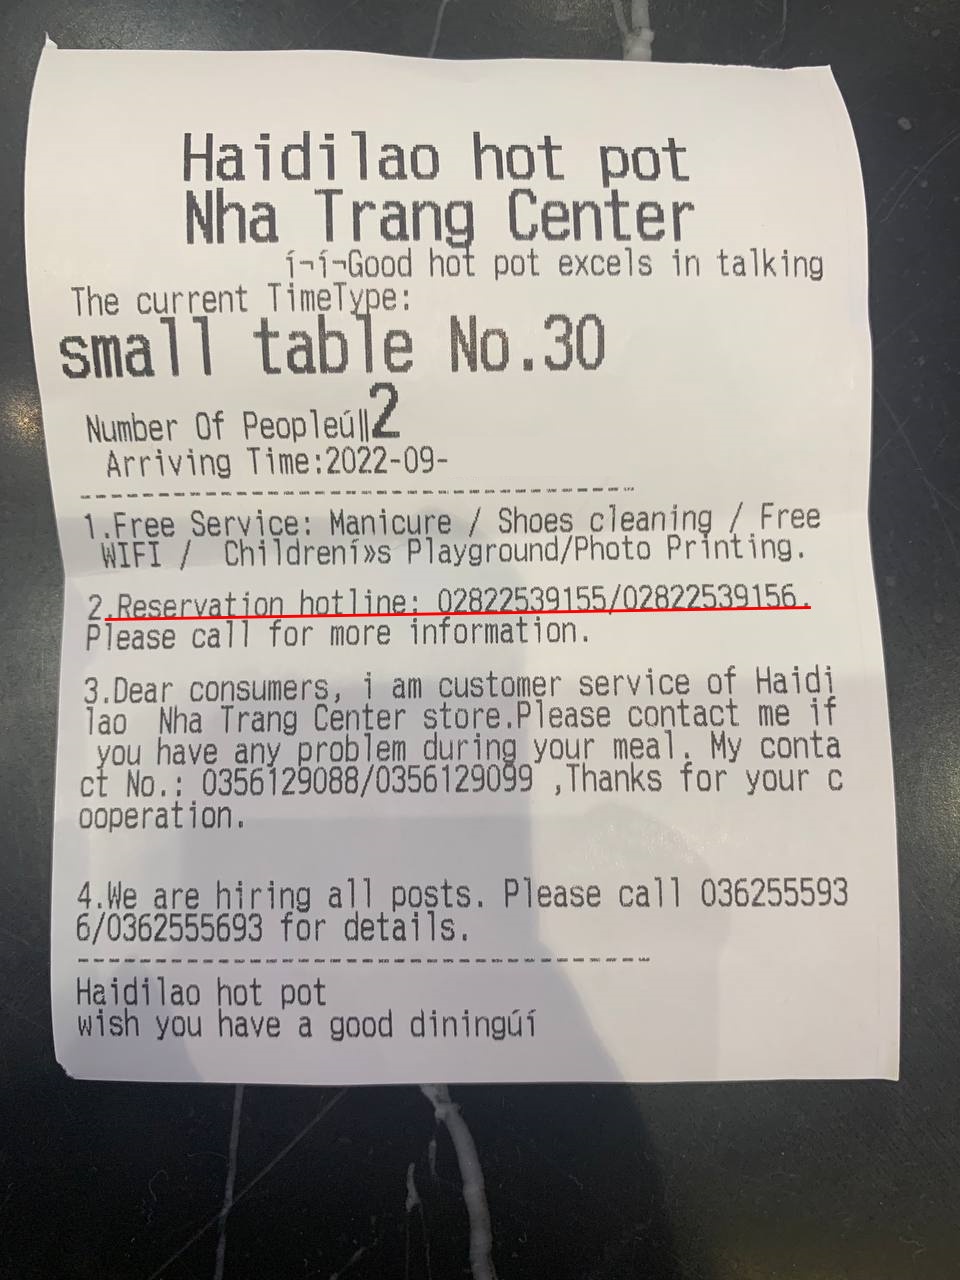 Haidilao hot pot
Nha Trang Center
í¬í¬Good hot pot excels in talking
The current TimeType:
small table No.30
Number Of Peopleú‖2
Arriving Time:2022-09-
1.Free Service: Manicure / Shoes cleaning / Free
WIFI /  Childrení»s Playground/Photo Printing.
2.Reservation hotline: 02822539155/02822539156.
Please call for more information.
3.Dear consumers, i am customer service of Haidi
lao  Nha Trang Center store.Please contact me if
you have any problem during your meal. My conta
ct No.: 0356129088/0356129099 ,Thanks for your c
ooperation.
4.We are hiring all posts. Please call 036255593
6/0362555693 for details.
Haidilao hot pot
wish you have a good diningúí